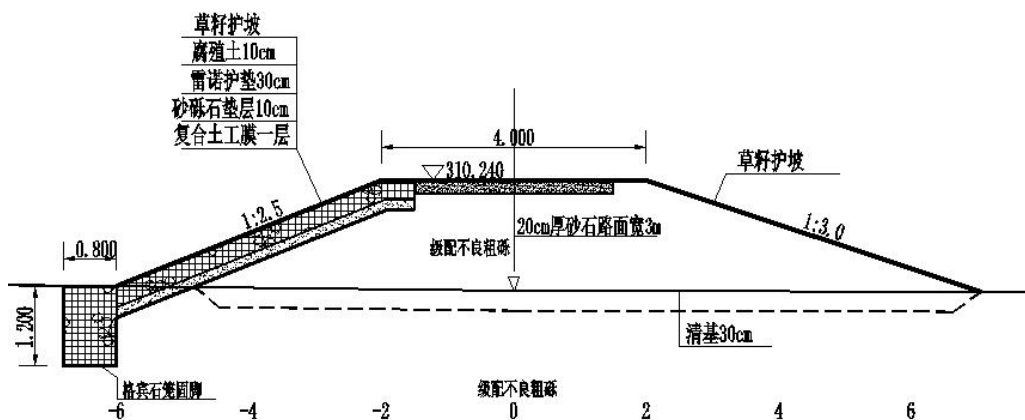 草籽护坡
腐殖土10cm
雷诺护垫30cm
砂砾石垫层10cm
复合土工膜一层
4.000
310.240
草籽护坡
1:2.5
1:3.0
20cm厚砂石路面宽3m
级配不良粗砾
0.800
1.200
清基30cm
格宾石笼固脚
级配不良粗砾
-6 -4 -2 0 2 4 6